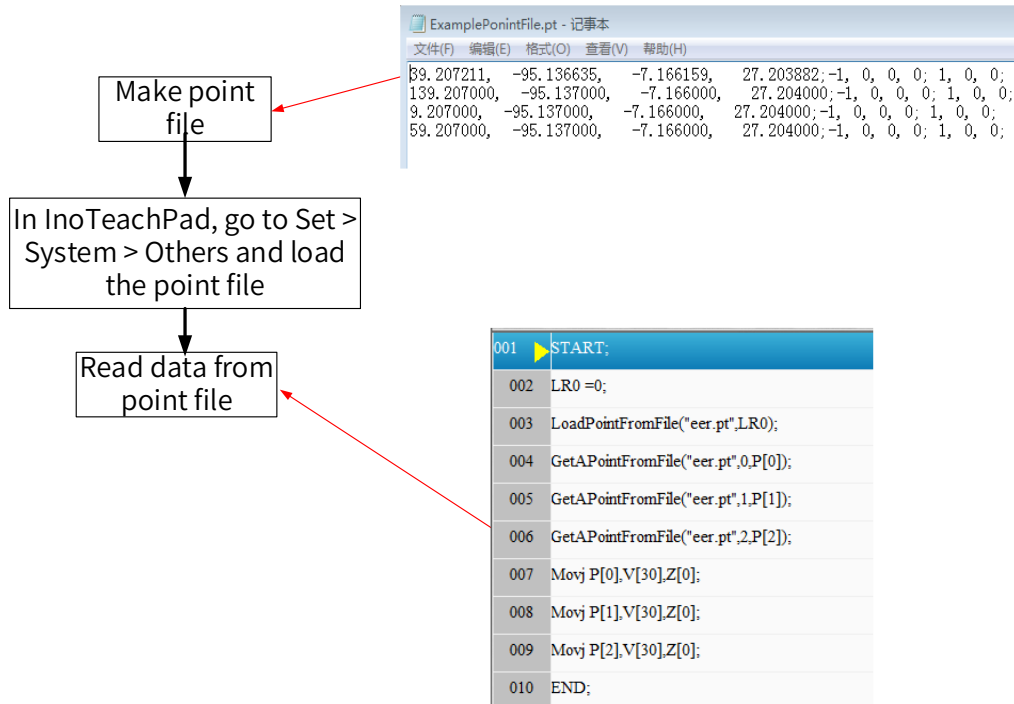 ExamplePonintFile.pt - 记事本
文件(F) 编辑(E) 格式(O) 查看(V) 帮助(H)
39.207211, -95.136635, -7.166159, 27.203882;-1, 0, 0, 0; 1, 0, 0;
139.207000, -95.137000, -7.166000, 27.204000;-1, 0, 0, 0; 1, 0, 0;
9.207000, -95.137000, -7.166000, 27.204000;-1, 0, 0, 0; 1, 0, 0;
59.207000, -95.137000, -7.166000, 27.204000;-1, 0, 0, 0; 1, 0, 0;
Make point
file
In InoTeachPad, go to Set >
System > Others and load
the point file
Read data from
point file
001 START;
002 LR0 =0;
003 LoadPointFromFile("eer.pt",LR0);
004 GetAPointFromFile("eer.pt",0,P[0]);
005 GetAPointFromFile("eer.pt",1,P[1]);
006 GetAPointFromFile("eer.pt",2,P[2]);
007 Movj P[0],V[30],Z[0];
008 Movj P[1],V[30],Z[0];
009 Movj P[2],V[30],Z[0];
010 END;